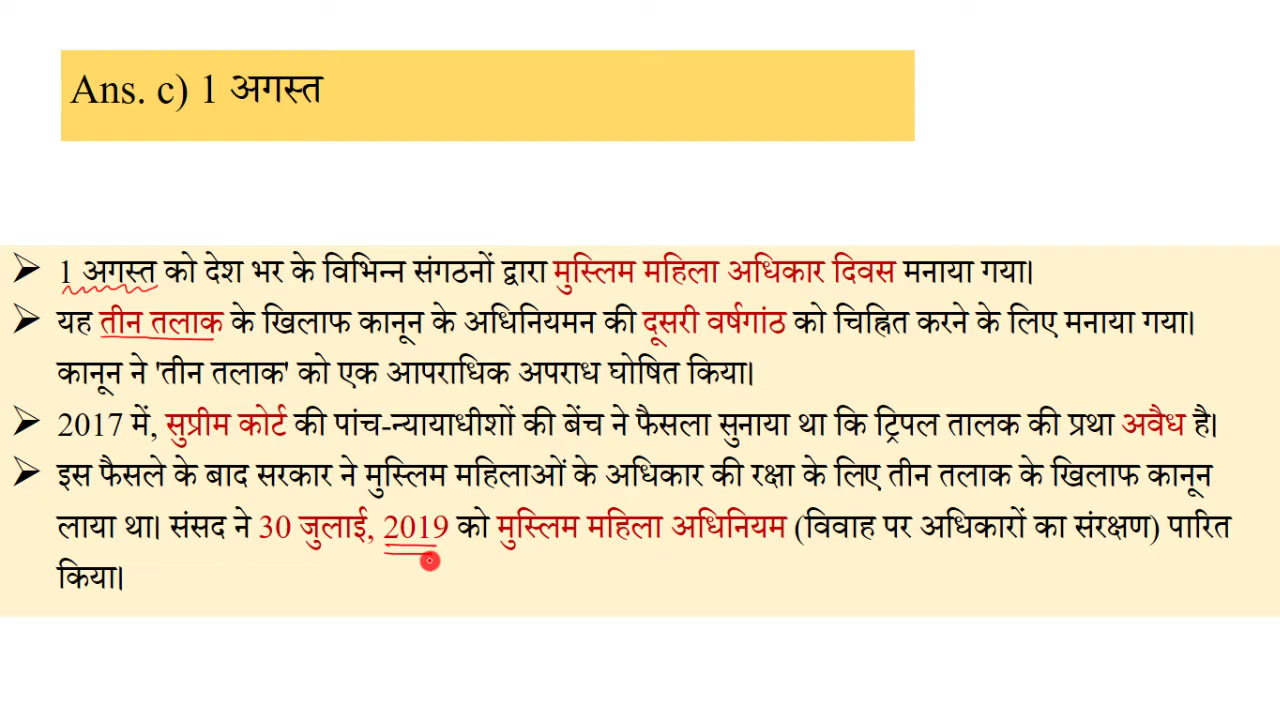 Ans. c) 1 अगस्त
➢ 1 अगस्त को देश भर के विभिन्न संगठनों द्वारा मुस्लिम महिला अधिकार दिवस मनाया गया।
➢ यह तीन तलाक के खिलाफ कानून के अधिनियमन की दूसरी वर्षगांठ को चिह्नित करने के लिए मनाया गया।
कानून ने 'तीन तलाक' को एक आपराधिक अपराध घोषित किया।
➢ 2017 में, सुप्रीम कोर्ट की पांच-न्यायाधीशों की बेंच ने फैसला सुनाया था कि ट्रिपल तालक की प्रथा अवैध है।
➢ इस फैसले के बाद सरकार ने मुस्लिम महिलाओं के अधिकार की रक्षा के लिए तीन तलाक के खिलाफ कानून
लाया था। संसद ने 30 जुलाई, 2019 को मुस्लिम महिला अधिनियम (विवाह पर अधिकारों का संरक्षण) पारित
किया।